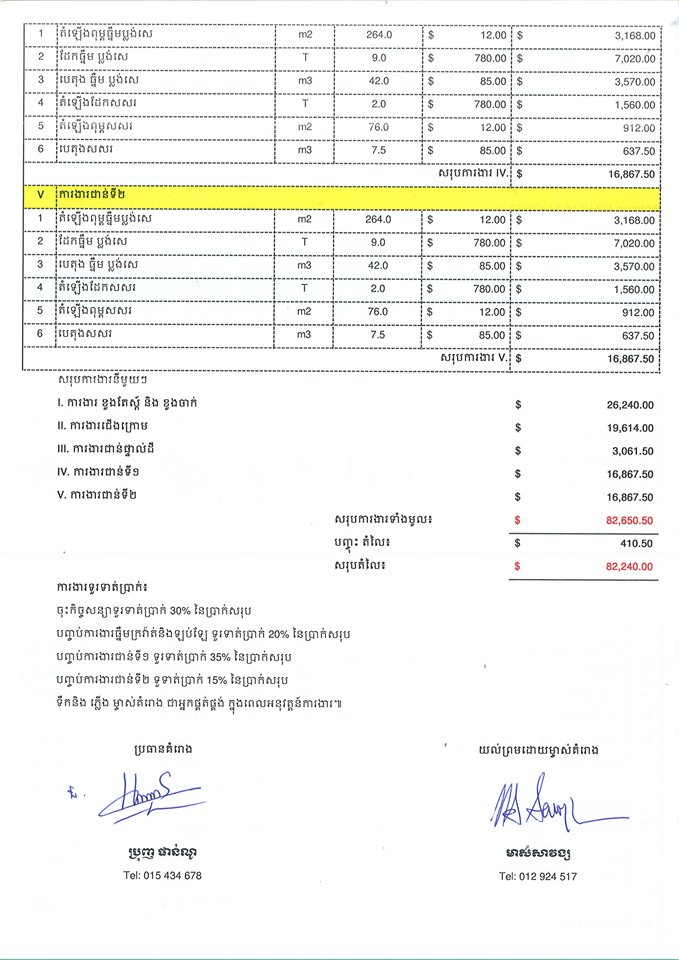 1 តំឡើងពុម្ពធ្នឹមប្លង់សេ m2 264.0 $ 12.00 $ 3,168.00
2 ដែកធ្នឹម ប្លង់សេ T 9.0 $ 780.00 $ 7,020.00
3 បេតុង ធ្នឹម ប្លង់សេ m3 42.0 $ 85.00 $ 3,570.00
4 តំឡើងដែកសសរ T 2.0 $ 780.00 $ 1,560.00
5 តំឡើងពុម្ពសសរ m2 76.0 $ 12.00 $ 912.00
6 បេតុងសសរ m3 7.5 $ 85.00 $ 637.50
សរុបការងារ IV. $ 16,867.50
V ការងារជាន់ទី២
1 តំឡើងពុម្ពធ្នឹមប្លង់សេ m2 264.0 $ 12.00 $ 3,168.00
2 ដែកធ្នឹម ប្លង់សេ T 9.0 $ 780.00 $ 7,020.00
3 បេតុង ធ្នឹម ប្លង់សេ m3 42.0 $ 85.00 $ 3,570.00
4 តំឡើងដែកសសរ T 2.0 $ 780.00 $ 1,560.00
5 តំឡើងពុម្ពសសរ m2 76.0 $ 12.00 $ 912.00
6 បេតុងសសរ m3 7.5 $ 85.00 $ 637.50
សរុបការងារ V. $ 16,867.50
សរុបការងារនីមួយៗ
I. ការងារ ខួងតែស្ត៍ និង ខួងចាក់ $ 26,240.00
II. ការងារជើងក្រោម $ 19,614.00
III. ការងារជាន់ផ្ទាល់ដី $ 3,061.50
IV. ការងារជាន់ទី១ $ 16,867.50
V. ការងារជាន់ទី២ $ 16,867.50
សរុបការងារទាំងមូល៖ $ 82,650.50
បញ្ចុះ តំលៃ៖ $ 410.50
សរុបតំលៃ៖ $ 82,240.00
ការងារទូរទាត់ប្រាក់៖
ចុះកិច្ចសន្យាទូរទាត់ប្រាក់ 30% នៃប្រាក់សរុប
បញ្ចប់ការងារធ្នឹមក្រវ៉ាត់និងឡប់ឡែ ទូរទាត់ប្រាក់ 20% នៃប្រាក់សរុប
បញ្ចប់ការងារជាន់ទី១ ទូរទាត់ប្រាក់ 35% នៃប្រាក់សរុប
បញ្ចប់ការងារជាន់ទី២ ទូទាត់ប្រាក់ 15% នៃប្រាក់សរុប
ទឹកនិង ភ្លើង ម្ចាស់គំរោង ជាអ្នកផ្គត់ផ្គង់ ក្នុងពេលអនុវត្តន៍ការងារ៕
ប្រធានគំរោង យល់ព្រមដោយម្ចាស់គំរោង
ប្រុញ ផាន់ណូ មាស់សាវង្ស
Tel: 015 434 678 Tel: 012 924 517